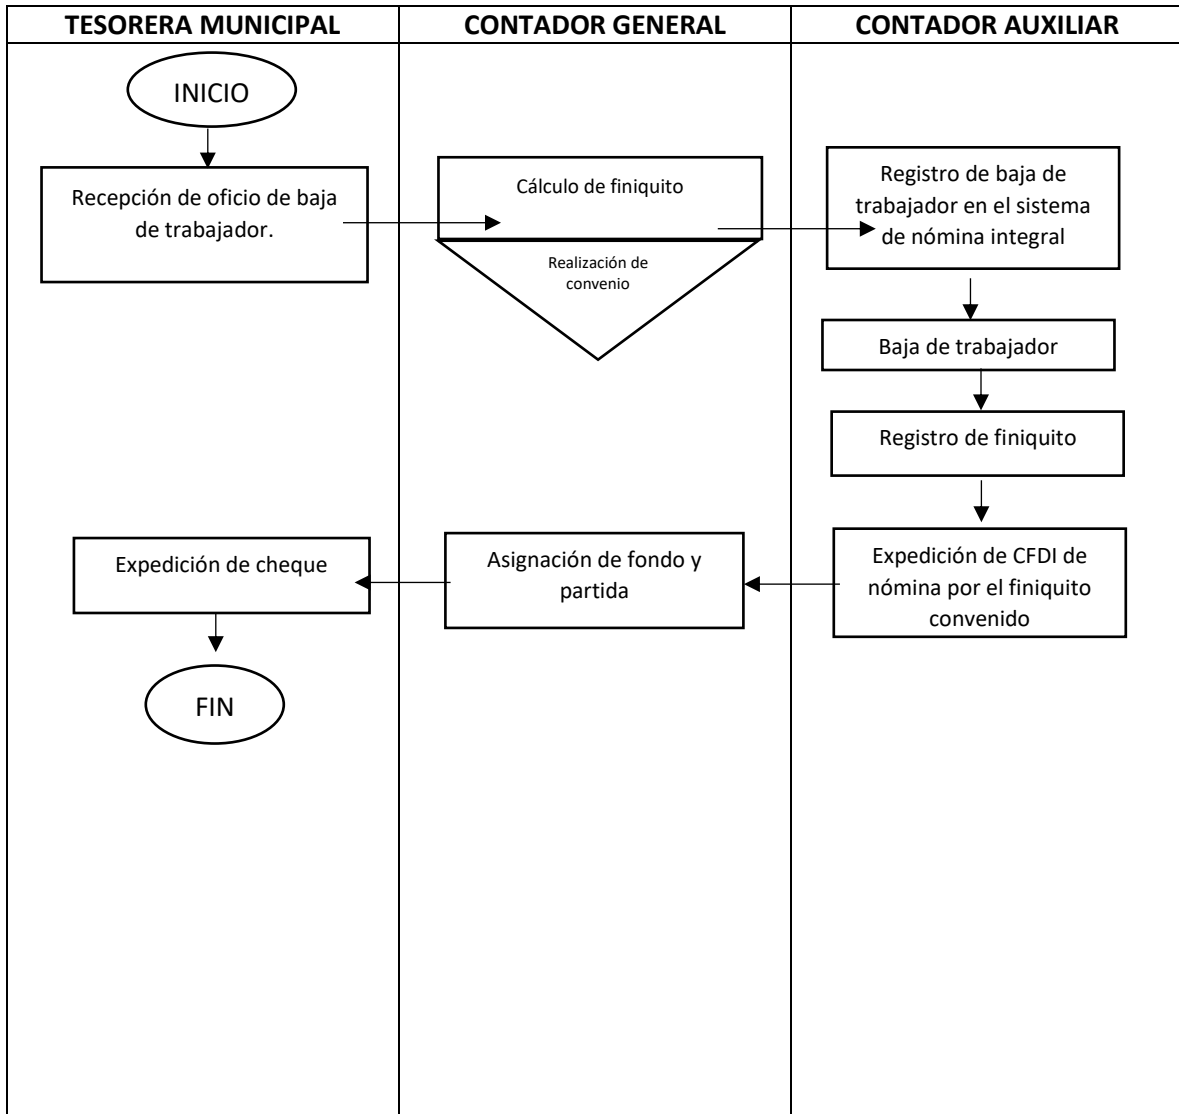 TESORERA MUNICIPAL
CONTADOR GENERAL
CONTADOR AUXILIAR
INICIO
Recepción de oficio de baja
de trabajador.
Cálculo de finiquito
Realización de
convenio
Registro de baja de
trabajador en el sistema
de nómina integral
Baja de trabajador
Registro de finiquito
Expedición de CFDI de
nómina por el finiquito
convenido
Asignación de fondo y
partida
Expedición de cheque
FIN